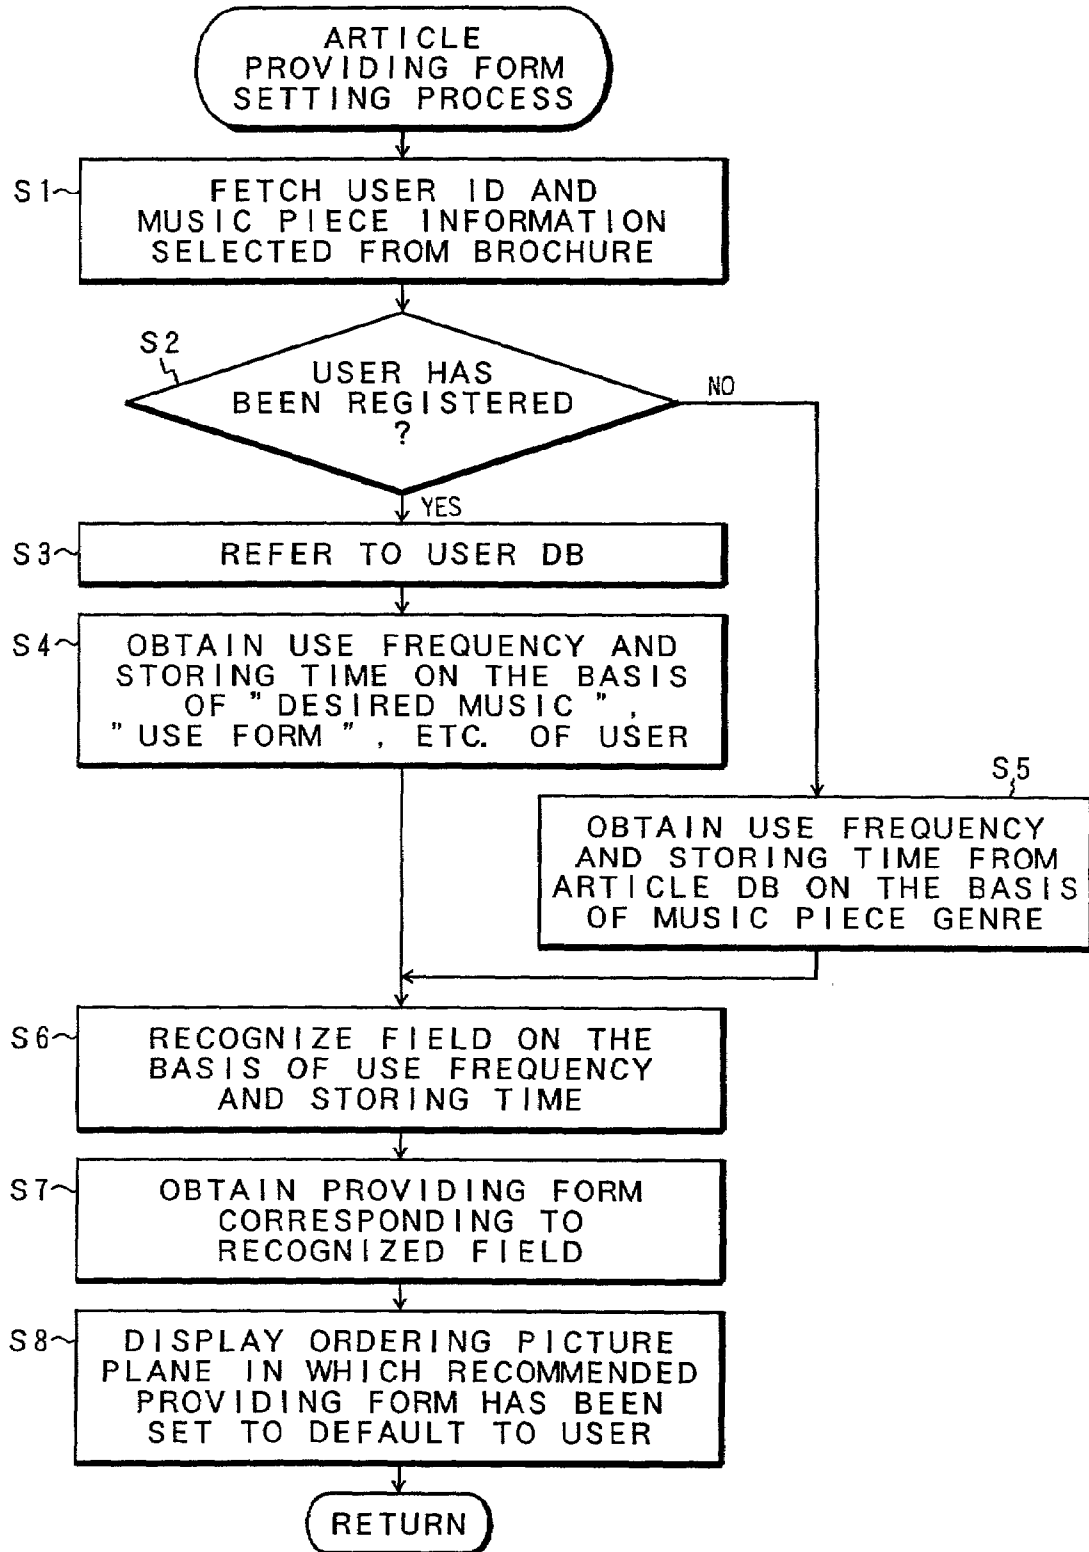 ARTICLE
PROVIDING FORM
SETTING PROCESS
S1
FETCH USER ID AND
MUSIC PIECE INFORMATION
SELECTED FROM BROCHURE
S2
USER HAS
BEEN REGISTERED
?
NO
YES
S3
REFER TO USER DB
S4
OBTAIN USE FREQUENCY AND
STORING TIME ON THE BASIS
OF "DESIRED MUSIC",
"USE FORM", ETC. OF USER
S5
OBTAIN USE FREQUENCY
AND STORING TIME FROM
ARTICLE DB ON THE BASIS
OF MUSIC PIECE GENRE
S6
RECOGNIZE FIELD ON THE
BASIS OF USE FREQUENCY
AND STORING TIME
S7
OBTAIN PROVIDING FORM
CORRESPONDING TO
RECOGNIZED FIELD
S8
DISPLAY ORDERING PICTURE
PLANE IN WHICH RECOMMENDED
PROVIDING FORM HAS BEEN
SET TO DEFAULT TO USER
RETURN